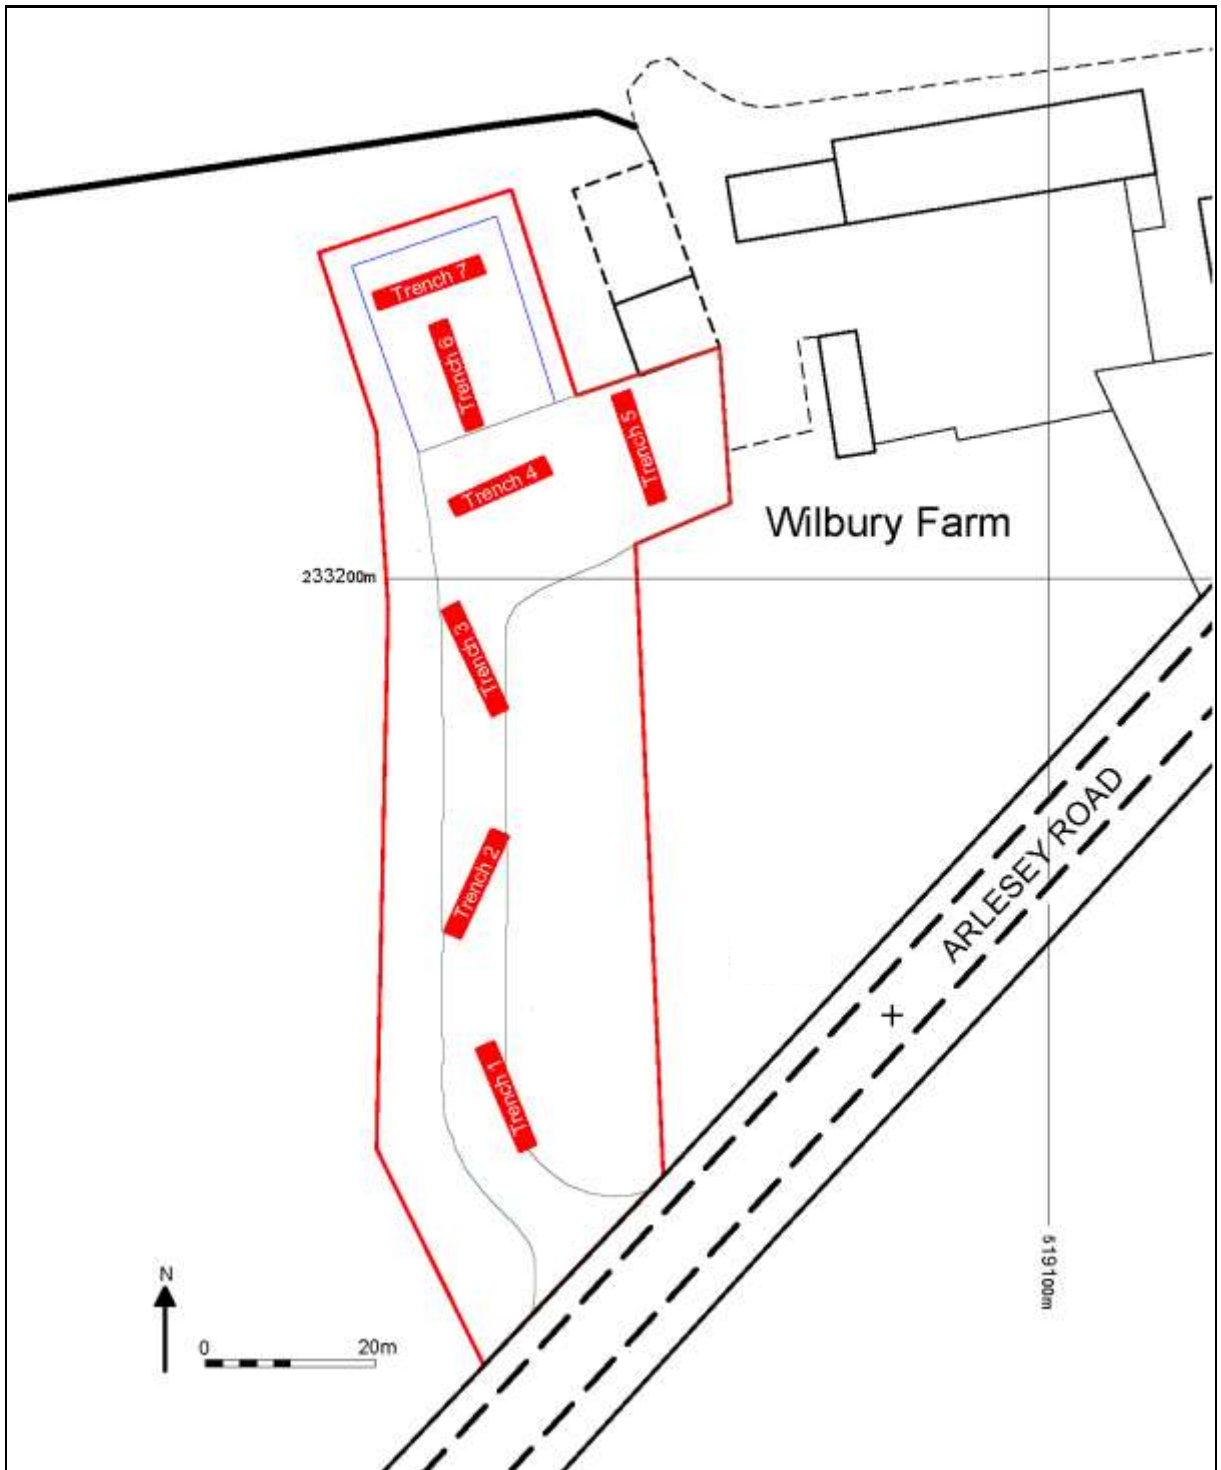 Trench 7
Trench 6
Trench 5
Trench 4
Wilbury Farm
233200m
Trench 3
ARLESEY ROAD
Trench 2
Trench 1
519100m
N
0 20m